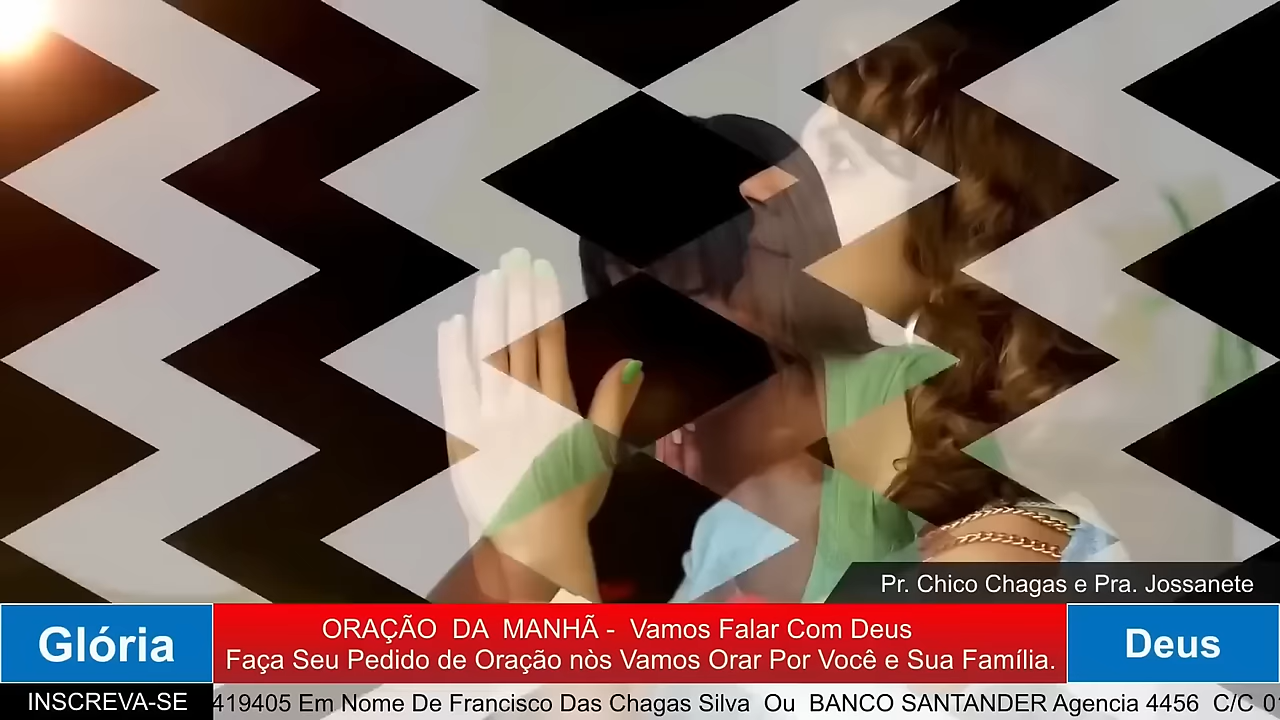 Pr. Chico Chagas e Pra. Jossanete
Glória
ORAÇÃO DA MANHÃ - Vamos Falar Com Deus
Faça Seu Pedido de Oração nòs Vamos Orar Por Você e Sua Família.
Deus
INSCREVA-SE
419405 Em Nome De Francisco Das Chagas Silva Ou BANCO SANTANDER Agencia 4456 C/C 0